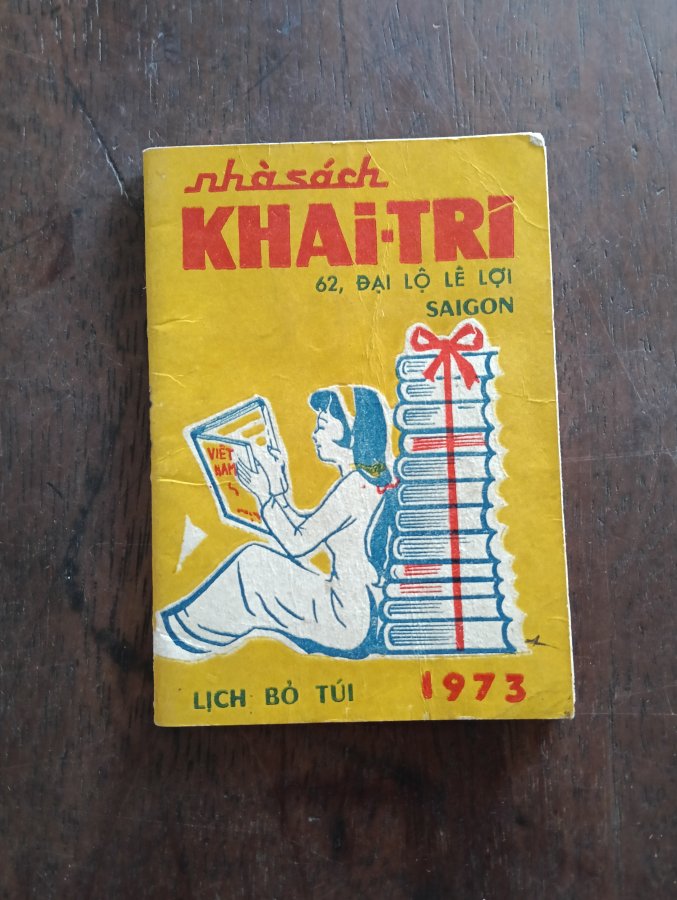 nhà sách
KHAi-TRÍ
62, ĐẠI LỘ LÊ LỢI
SAIGON
VIỆT
NAM
LỊCH BỎ TÚI 1973